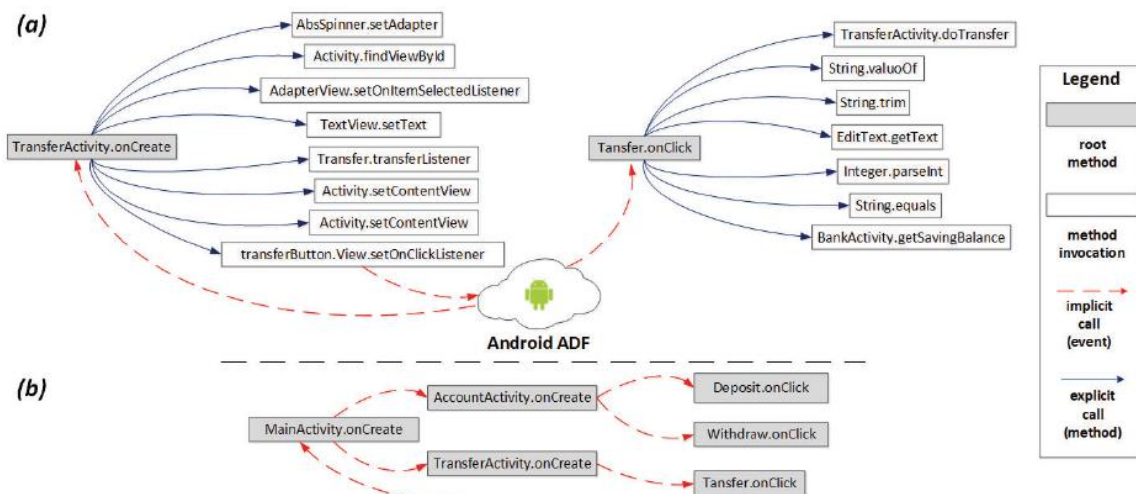 (a)
AbsSpinner.setAdapter
Activity.findViewById
AdapterView.setOnItemSelectedListener
TextView.setText
TransferActivity.onCreate
Transfer.transferListener
Activity.setContentView
Activity.setContentView
transferButton.View.setOnClickListener
TransferActivity.doTransfer
String.valuoOf
String.trim
EditText.getText
Tansfer.onClick
Integer.parseInt
String.equals
BankActivity.getSavingBalance
Android ADF
Legend
root
method
method
invocation
implicit
call
(event)
explicit
call
(method)
(b)
AccountActivity.onCreate
Deposit.onClick
MainActivity.onCreate
Withdraw.onClick
TransferActivity.onCreate
Tansfer.onClick